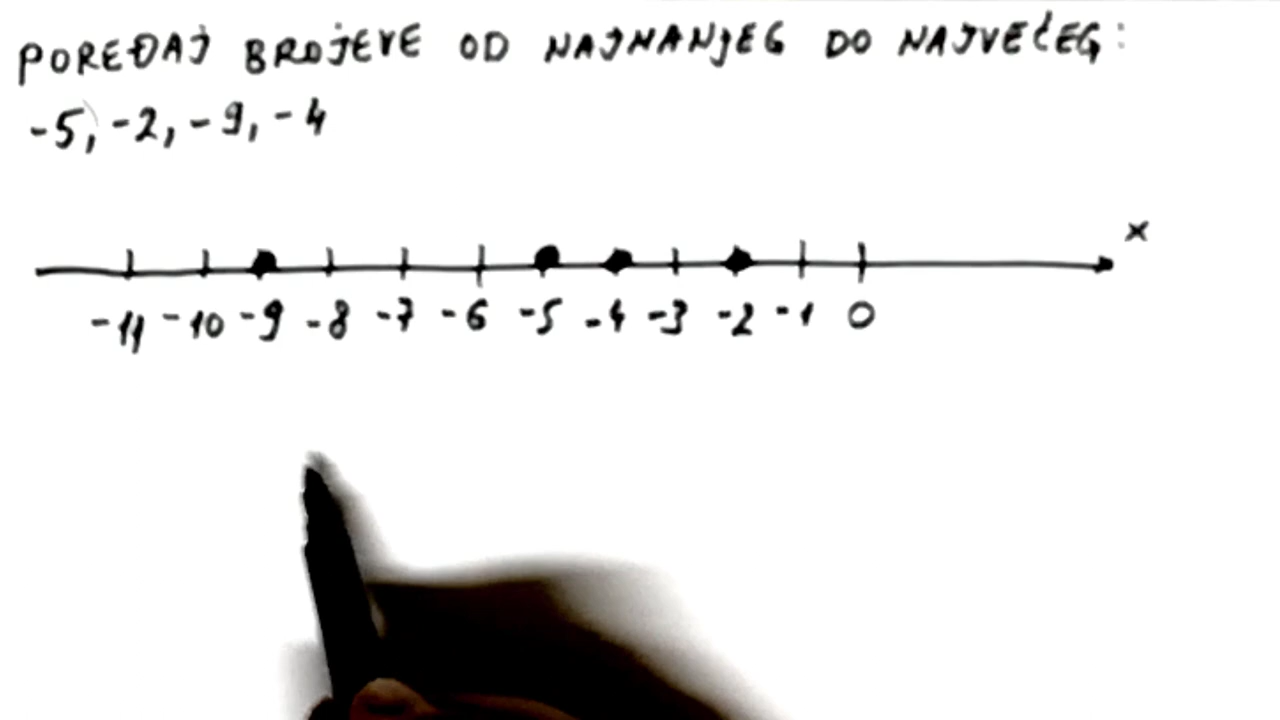 POREĐAJ BROJEVE OD NAJMANJEG DO NAJVEĆEG:
-5, -2, -9, -4
x
-11 -10 -9 -8 -7 -6 -5 -4 -3 -2 -1 0